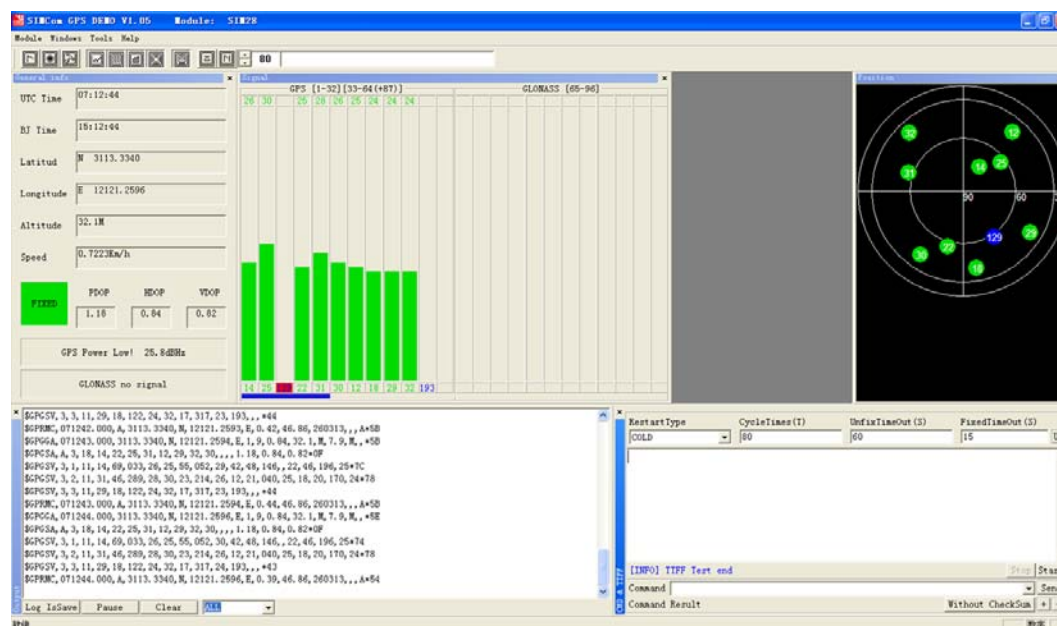 SIMCom GPS DEMO V1.05 Module: SIM28
Module Windows Tools Help
80
General info
Signal
Position
GPS [1-32][33-64(+87)]
GLONASS [65-96]
UTC Time 07:12:44
BJ Time 15:12:44
Latitud N 3113.3340
Longitude E 12121.2596
Altitude 32.1M
Speed 0.7223Km/h
FIXED
PDOP HDOP VDOP
1.18 0.84 0.82
GPS Power Low! 25.8dBHz
GLONASS no signal
26 30 25 28 26 25 24 24 24
14 25 129 22 31 30 12 18 29 32 193
32 12
14 25
31
90 60
129 29
22
30
18
$GPGSV,3,3,11,29,18,122,24,32,17,317,23,193,,,*44
$GPRMC,071242.000,A,3113.3340,N,12121.2593,E,0.42,46.86,260313,,,A*5B
$GPGGA,071243.000,3113.3340,N,12121.2594,E,1,9,0.84,32.1,M,7.9,M,,*5B
$GPGSA,A,3,18,14,22,25,31,12,29,32,30,,,,1.18,0.84,0.82*0F
$GPGSV,3,1,11,14,69,033,26,25,55,052,29,42,48,146,,22,46,196,25*7C
$GPGSV,3,2,11,31,46,289,28,30,23,214,26,12,21,040,25,18,20,170,24*78
$GPGSV,3,3,11,29,18,122,24,32,17,317,23,193,,,*44
$GPRMC,071243.000,A,3113.3340,N,12121.2594,E,0.44,46.86,260313,,,A*5B
$GPGGA,071244.000,3113.3340,N,12121.2596,E,1,9,0.84,32.1,M,7.9,M,,*5E
$GPGSA,A,3,18,14,22,25,31,12,29,32,30,,,,1.18,0.84,0.82*0F
$GPGSV,3,1,11,14,69,033,26,25,55,052,30,42,48,146,,22,46,196,25*74
$GPGSV,3,2,11,31,46,289,28,30,23,214,26,12,21,040,25,18,20,170,24*78
$GPGSV,3,3,11,29,18,122,24,32,17,317,24,193,,,*43
$GPRMC,071244.000,A,3113.3340,N,12121.2596,E,0.39,46.86,260313,,,A*54
Output
Log IsSave Pause Clear ALL
RestartType CycleTimes(T) UnfixTimeOut(S) FixedTimeOut(S)
COLD 80 60 15
CMD & TIFF
[INFO] TIFF Test end
Stop Star
Command Sen
Command Result Without CheckSum + -